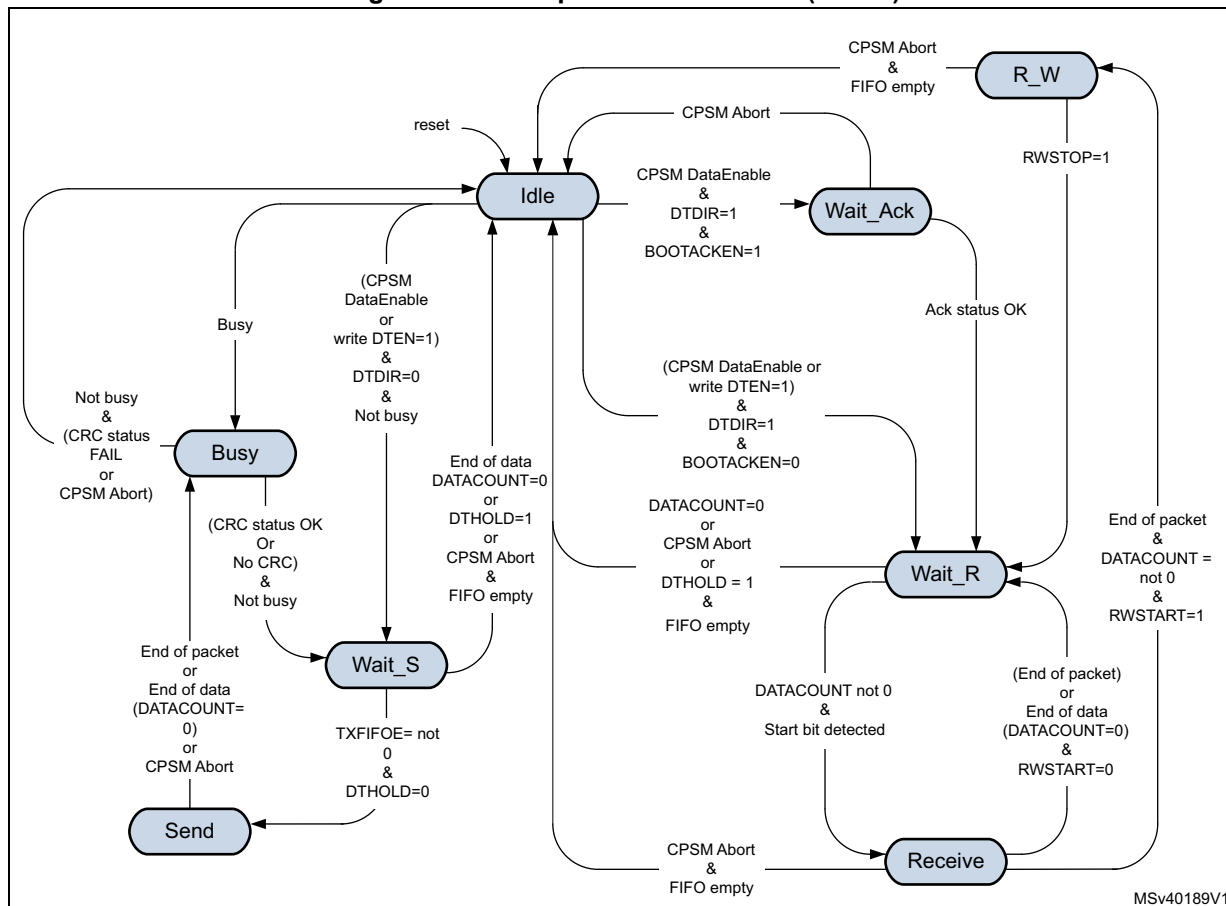 CPSM Abort
&
FIFO empty
R_W
reset
CPSM Abort
RWSTOP=1
Idle
CPSM DataEnable
&
DTDIR=1
&
BOOTACKEN=1
Wait_Ack
(CPSM
DataEnable
or
write DTEN=1)
&
DTDIR=0
&
Not busy
Busy
Ack status OK
(CPSM DataEnable or
write DTEN=1)
&
DTDIR=1
&
BOOTACKEN=0
Not busy
&
(CRC status
FAIL
or
CPSM Abort)
Busy
End of data
DATACOUNT=0
or
DTHOLD=1
or
CPSM Abort
&
FIFO empty
DATACOUNT=0
or
CPSM Abort
or
DTHOLD = 1
&
FIFO empty
Wait_R
End of packet
&
DATACOUNT =
not 0
&
RWSTART=1
(CRC status OK
Or
No CRC)
&
Not busy
Wait_S
End of packet
or
End of data
(DATACOUNT=
0)
or
CPSM Abort
TXFIFOE= not
0
&
DTHOLD=0
DATACOUNT not 0
&
Start bit detected
(End of packet)
or
End of data
(DATACOUNT=0)
&
RWSTART=0
Send
CPSM Abort
&
FIFO empty
Receive
MSv40189V1